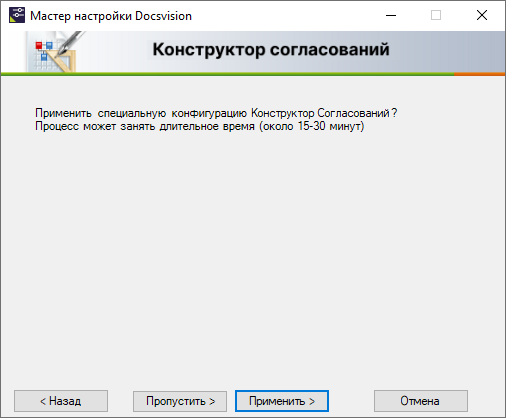 Мастер настройки Docsvision
Конструктор согласований
Применить специальную конфигурацию Конструктор Согласований?
Процесс может занять длительное время (около 15-30 минут)
< Назад
Пропустить >
Применить >
Отмена